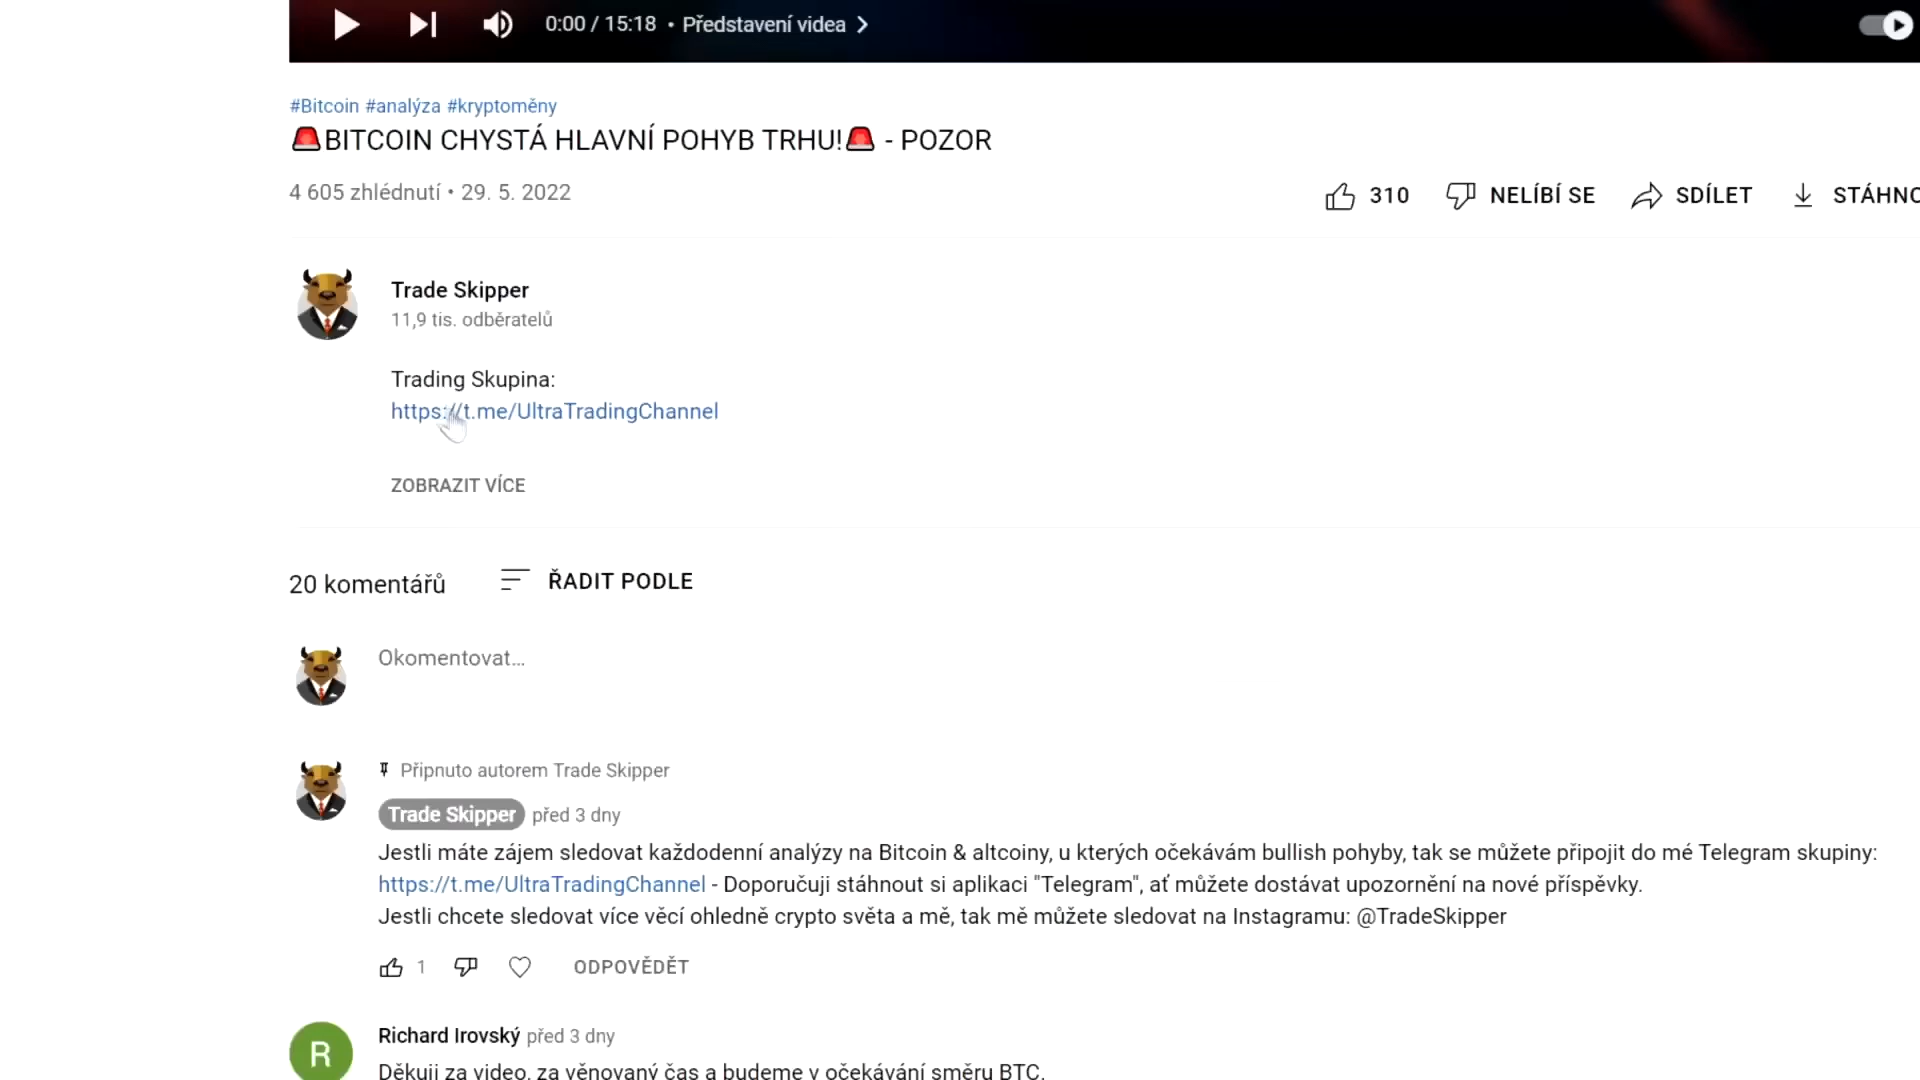 0:00 / 15:18 • Představení videa
#Bitcoin #analýza #kryptoměny
🚨BITCOIN CHYSTÁ HLAVNÍ POHYB TRHU!🚨 - POZOR
4 605 zhlédnutí • 29. 5. 2022
310 NELÍBÍ SE SDÍLET STÁHNO
Trade Skipper
11,9 tis. odběratelů
Trading Skupina:
https://t.me/UltraTradingChannel
ZOBRAZIT VÍCE
20 komentářů ŘADIT PODLE
Okomentovat...
Připnuto autorem Trade Skipper
Trade Skipper před 3 dny
Jestli máte zájem sledovat každodenní analýzy na Bitcoin & altcoiny, u kterých očekávám bullish pohyby, tak se můžete připojit do mé Telegram skupiny:
https://t.me/UltraTradingChannel - Doporučuji stáhnout si aplikaci "Telegram", ať můžete dostávat upozornění na nové příspěvky.
Jestli chcete sledovat více věcí ohledně crypto světa a mě, tak mě můžete sledovat na Instagramu: @TradeSkipper
1 ODPOVĚDĚT
R
Richard Irovský před 3 dny
Děkuji za video, za věnovaný čas a budeme v očekávání směru BTC.